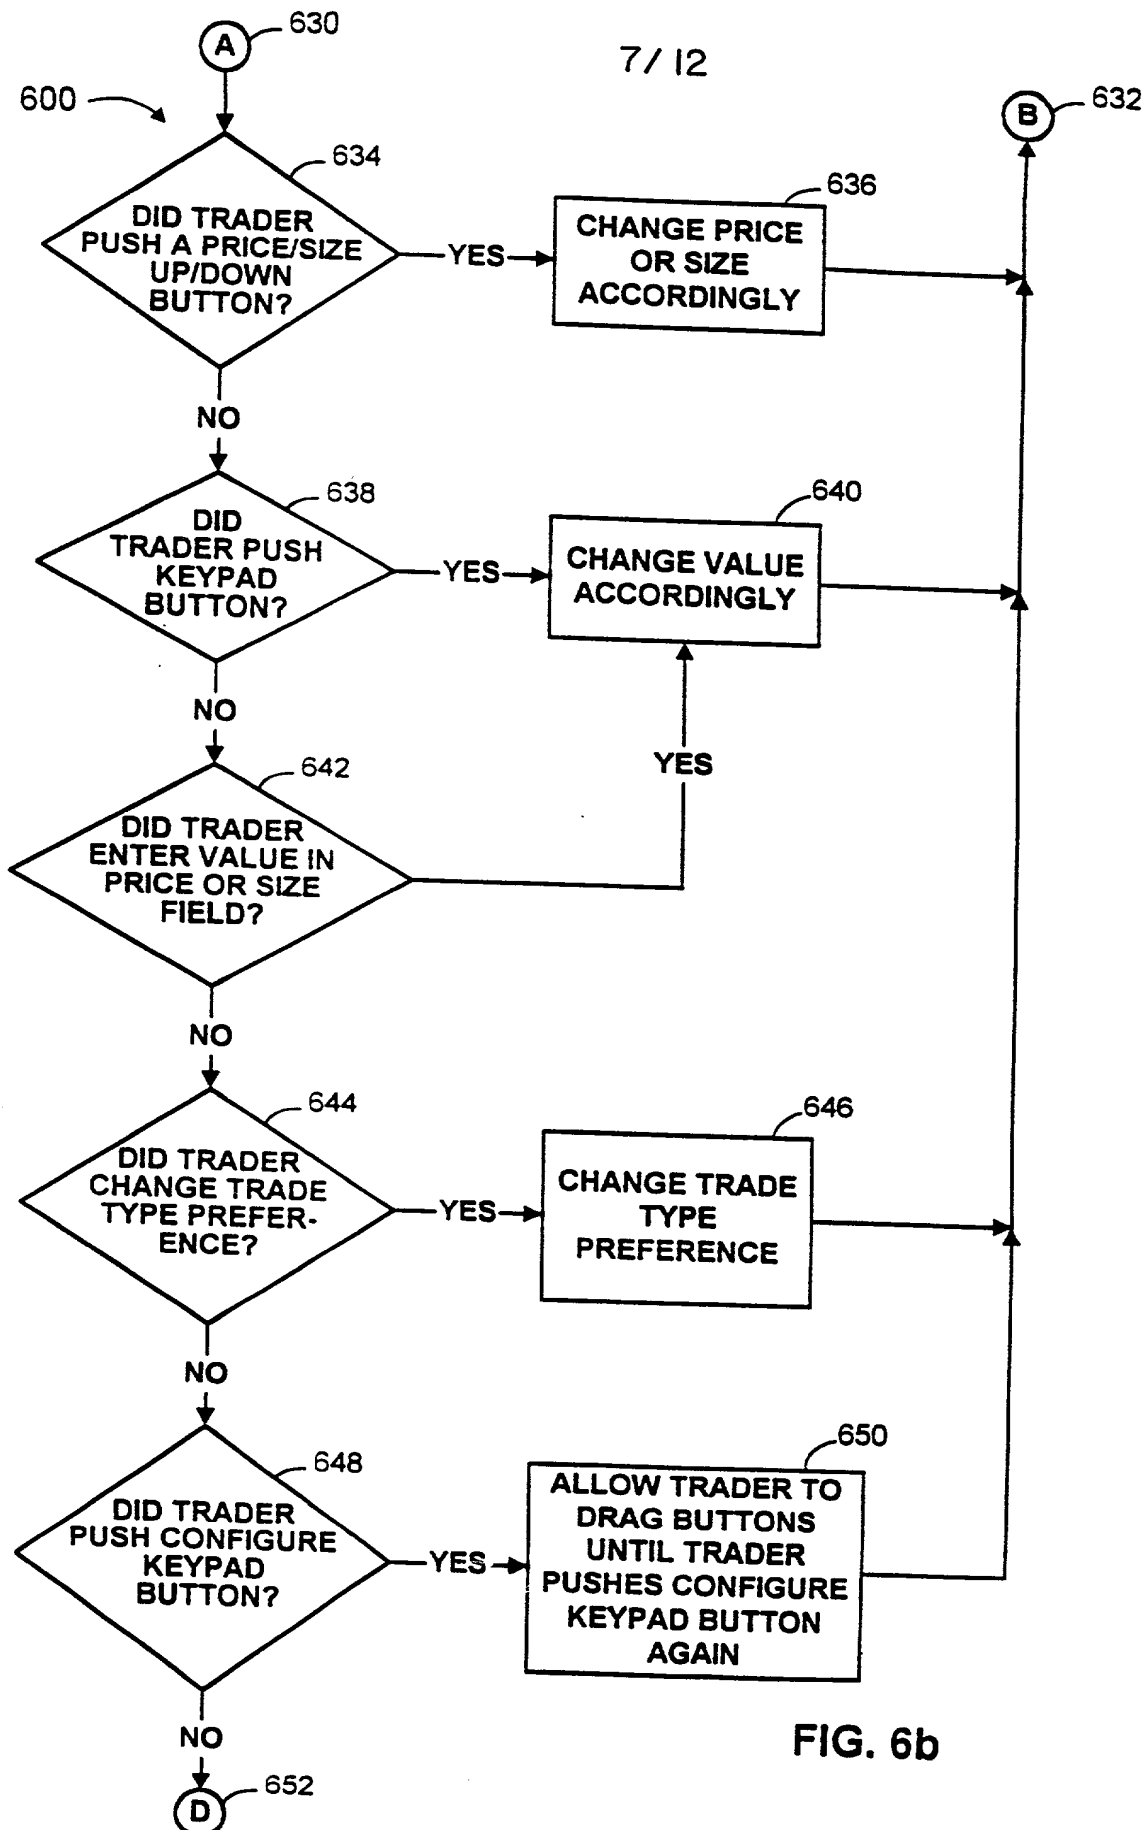 A
630
7/12
600
B
632
634
DID TRADER
PUSH A PRICE/SIZE
UP/DOWN
BUTTON?
YES
636
CHANGE PRICE
OR SIZE
ACCORDINGLY
NO
638
DID
TRADER PUSH
KEYPAD
BUTTON?
YES
640
CHANGE VALUE
ACCORDINGLY
NO
YES
642
DID TRADER
ENTER VALUE IN
PRICE OR SIZE
FIELD?
NO
644
DID TRADER
CHANGE TRADE
TYPE PREFER-
ENCE?
YES
646
CHANGE TRADE
TYPE
PREFERENCE
NO
648
DID TRADER
PUSH CONFIGURE
KEYPAD
BUTTON?
YES
650
ALLOW TRADER TO
DRAG BUTTONS
UNTIL TRADER
PUSHES CONFIGURE
KEYPAD BUTTON
AGAIN
NO
D
652
FIG. 6b